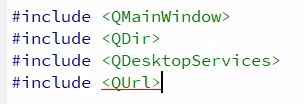 #include <QMainWindow>
#include <QDir>
#include <QDesktopServices>
#include <QUrl>